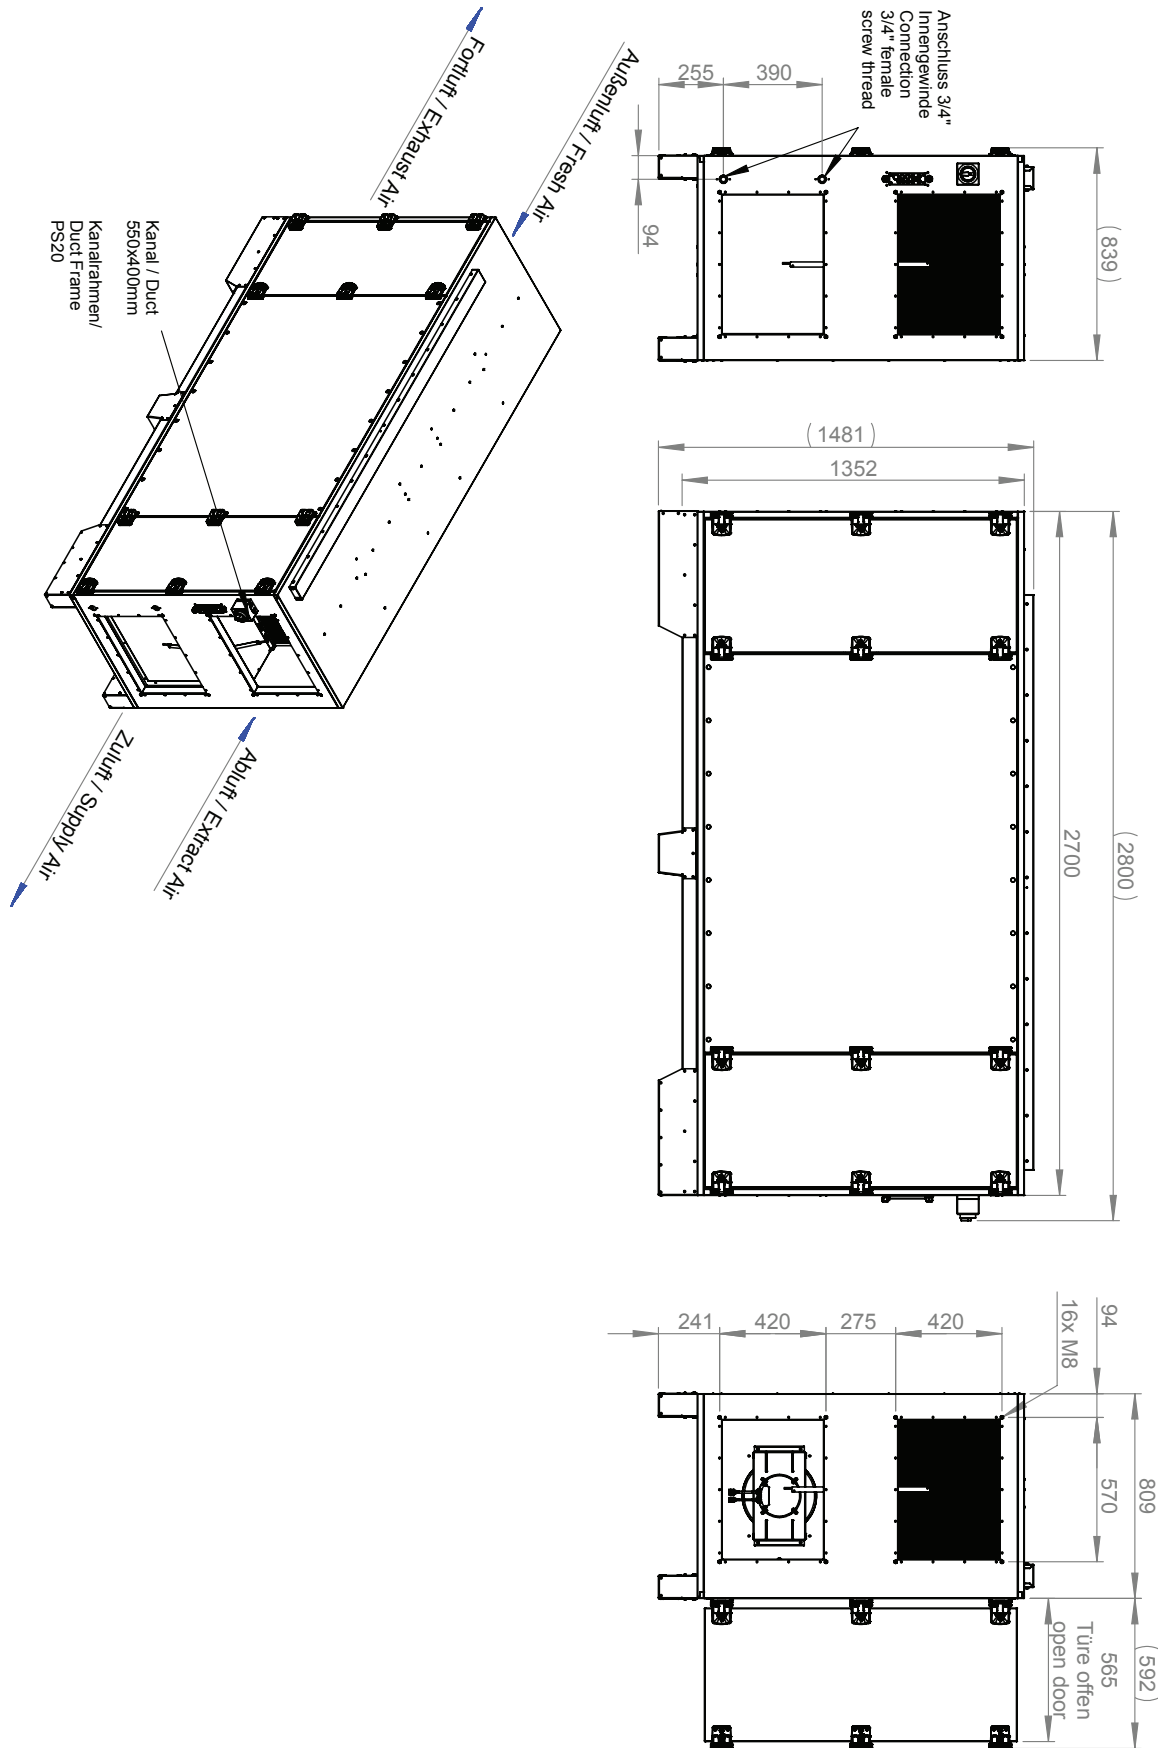 Anschluss 3/4"
Innengewinde
Connection
3/4" female
screw thread
255
390
94
(839)
Außenluft / Fresh Air
Fortluft / Exhaust Air
Kanal / Duct
550x400mm
Kanalrahmen/
Duct Frame
PS20
Abluft / Extract Air
Zuluft / Supply Air
(1481)
1352
2700
(2800)
241
420
275
420
16x M8
94
570
809
565
Türe offen
open door
(592)